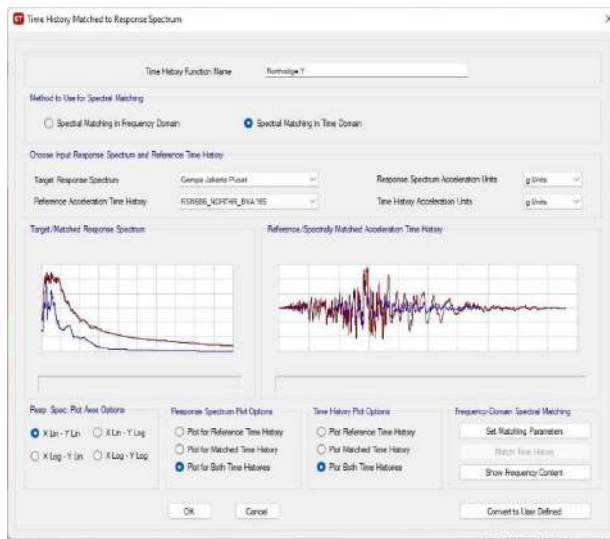 ET Time History Matched to Response Spectrum
Time History Function Name Northridge Y
Method to Use for Spectral Matching
Spectral Matching in Frequency Domain Spectral Matching in Time Domain
Choose Input Response Spectrum and Reference Time History
Target Response Spectrum Gempa Jakarta Pusat Response Spectrum Acceleration Units g Units
Reference Acceleration Time History Time History Acceleration Units g Units
Target/Matched Response Spectrum Reference/Spectrally Matched Acceleration Time History
Resp. Spec. Plot Axes Options Response Spectrum Plot Options Time History Plot Options Frequency-Domain Spectral Matching
X Lin - Y Lin X Lin - Y Log Plot for Reference Time History Plot Reference Time History Set Matching Parameters
Plot for Matched Time History Plot Matched Time History Match Time History
X Log - Y Lin X Log - Y Log Plot for Both Time Histories Plot Both Time Histories Show Frequency Content
OK Cancel Convert to User Defined